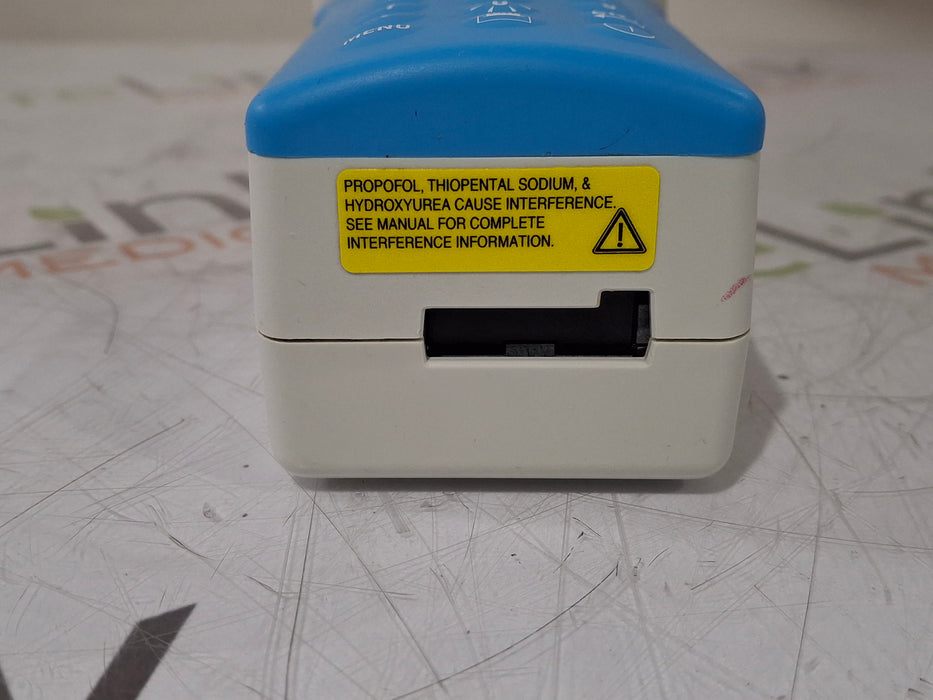 MENU
PROPOFOL, THIOPENTAL SODIUM, &
HYDROXYUREA CAUSE INTERFERENCE.
SEE MANUAL FOR COMPLETE
INTERFERENCE INFORMATION.